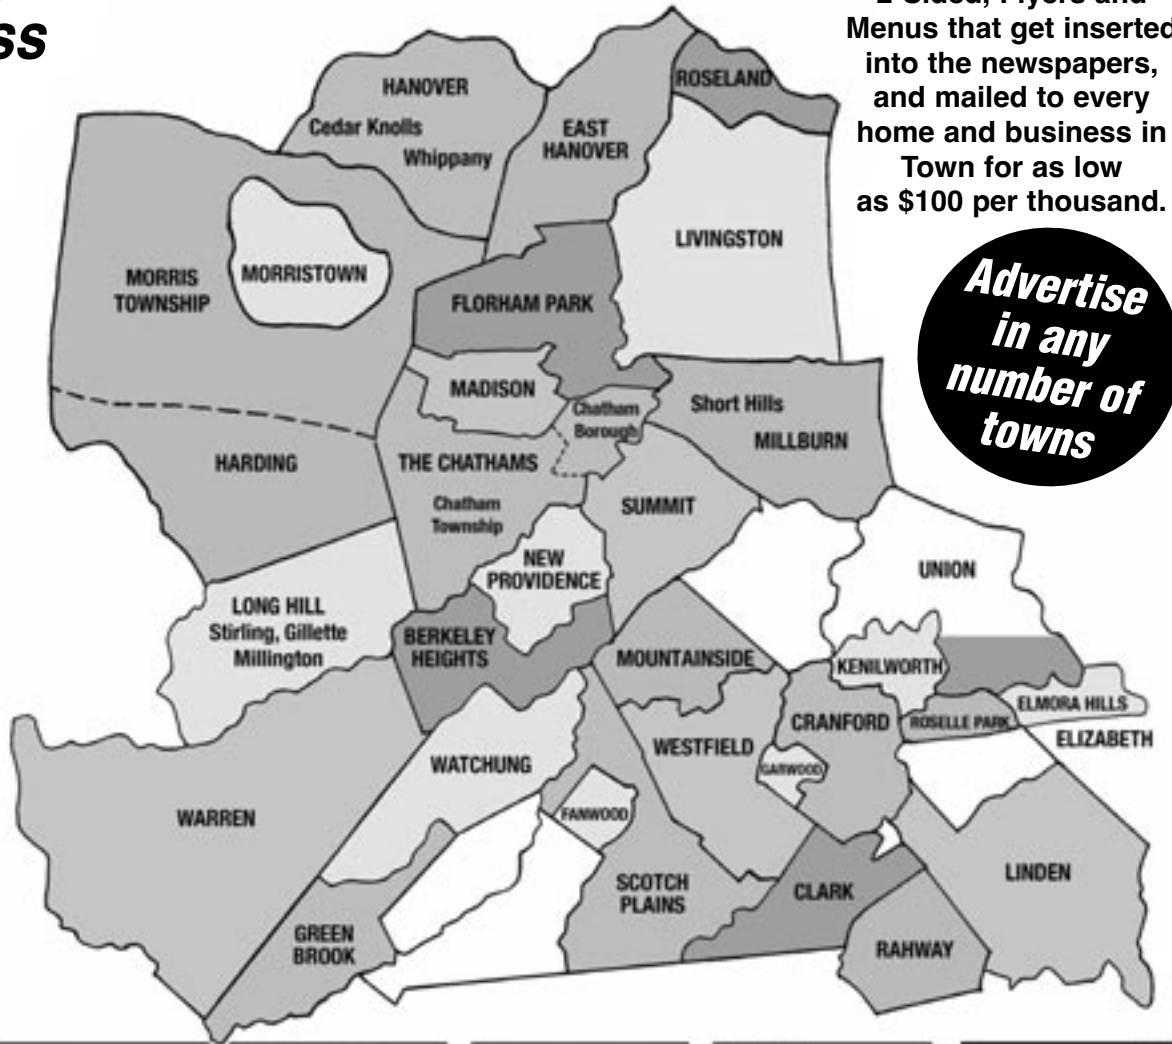 ss
2-Sided, Flyers and
Menus that get inserted
into the newspapers,
and mailed to every
home and business in
Town for as low
as $100 per thousand.
Advertise
in any
number of
towns
HANOVER
Cedar Knolls
Whippany
EAST
HANOVER
ROSELAND
LIVINGSTON
MORRIS
TOWNSHIP
MORRISTOWN
FLORHAM PARK
MADISON
Chatham
Borough
Short Hills
MILLBURN
HARDING
THE CHATHAMS
Chatham
Township
SUMMIT
NEW
PROVIDENCE
UNION
LONG HILL
Stirling, Gillette
Millington
BERKELEY
HEIGHTS
MOUNTAINSIDE
KENILWORTH
ELMORA HILLS
ROSELLE PARK
CRANFORD
ELIZABETH
WESTFIELD
GARWOOD
WATCHUNG
WARREN
FANWOOD
LINDEN
SCOTCH
PLAINS
CLARK
GREEN
BROOK
RAHWAY